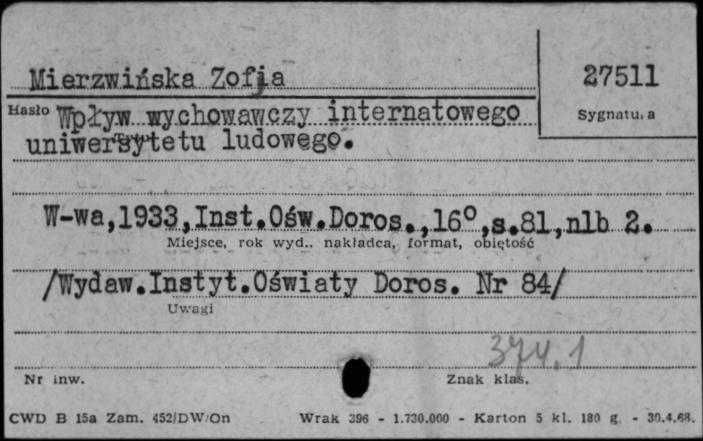 Mierzwińska Zofja
27511
Hasło Wpływ wychowawczy internatowego
Sygnatura
uniwersytetu ludowego.
W-wa,1933,Inst.Ośw.Doros.,16°,s.81,nlb 2.
Miejsce, rok wyd., nakładca, format, objętość
/Wydaw.Instyt.Oświaty Doros. Nr 84/
Uwagi
374.1
Nr inw.
Znak klas.
CWD B 15a Zam. 452/DW/On
Wrak 396 - 1.730.000 - Karton 5 kl. 180 g. - 30.4.68.